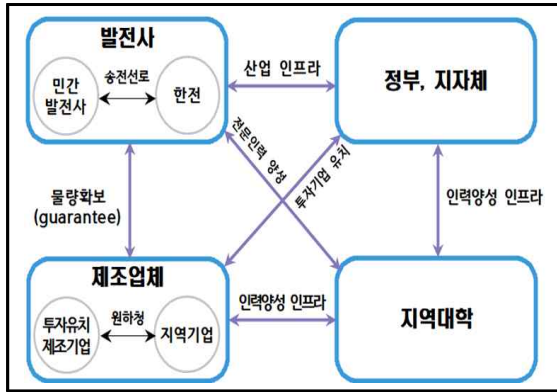 발전사
민간
발전사
송전선로
한전
산업 인프라
정부, 지자체
전문인력 양성
투자기업 유치
물량확보
(guarantee)
인력양성 인프라
제조업체
투자유치
제조기업
원하청
지역기업
인력양성 인프라
지역대학